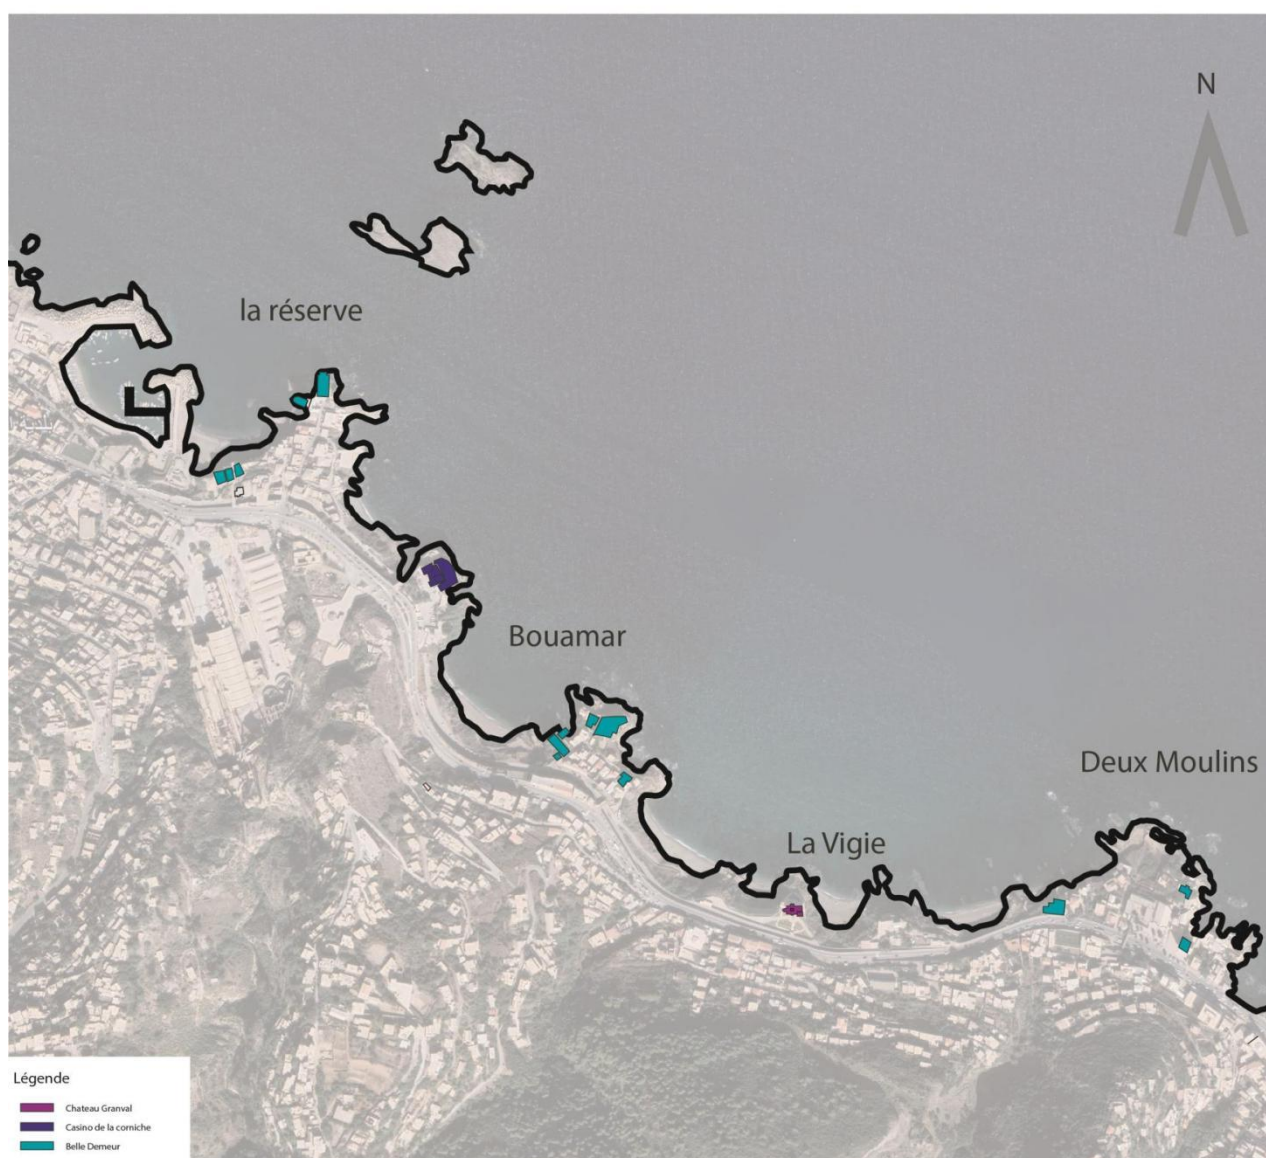 N
la réserve
Bouamar
Deux Moulins
La Vigie
Légende
Chateau Granval
Casino de la corniche
Belle Demeur